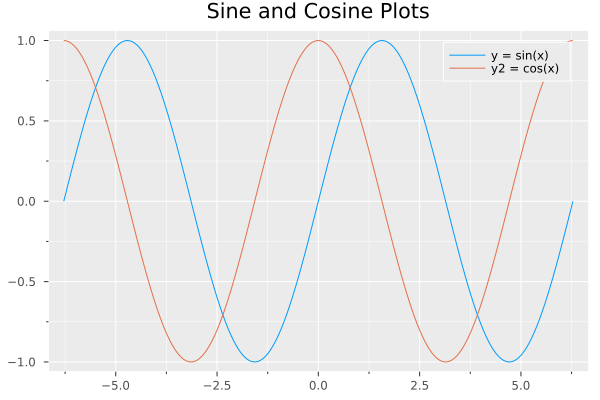 Sine and Cosine Plots
y = sin(x)
y2 = cos(x)
1.0
0.5
0.0
−0.5
−1.0
−5.0 −2.5 0.0 2.5 5.0